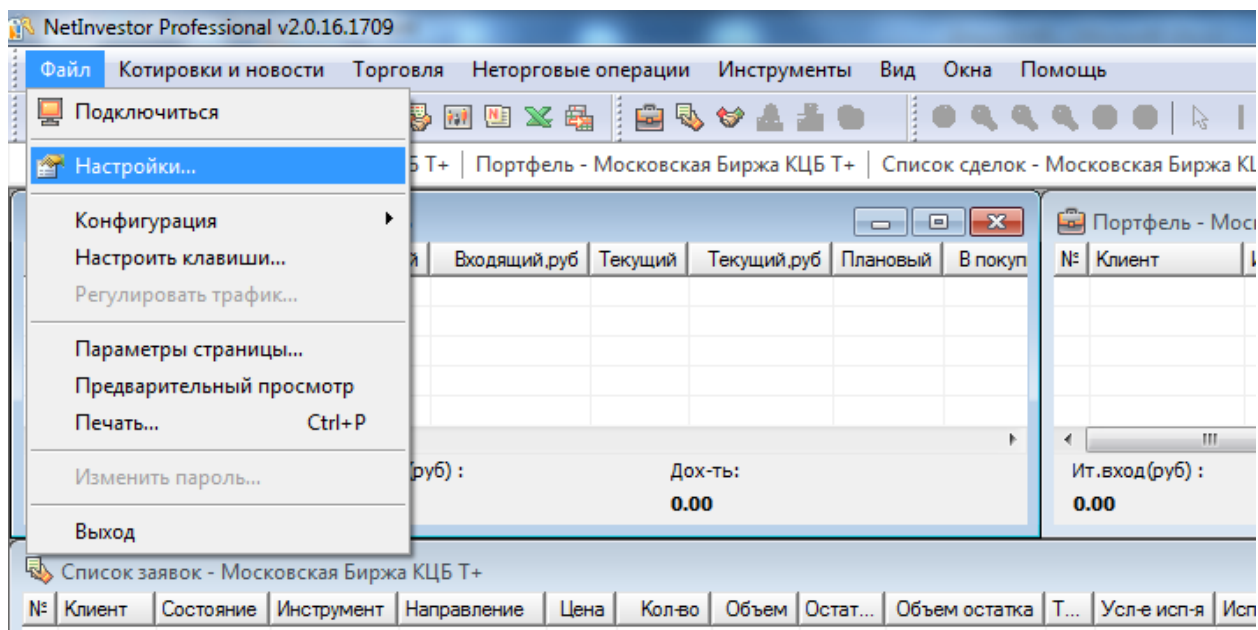 NetInvestor Professional v2.0.16.1709
Файл Котировки и новости Торговля Неторговые операции Инструменты Вид Окна Помощь
Подключиться
Настройки...
Б Т+ | Портфель - Московская Биржа КЦБ Т+ | Список сделок - Московская Биржа КЦ
Конфигурация
Настроить клавиши...
Регулировать трафик...
Параметры страницы...
Предварительный просмотр
Печать... Ctrl+P
Изменить пароль...
Выход
й Входящий,руб Текущий Текущий,руб Плановый В покуп
(руб) : Дох-ть:
0.00
Портфель - Моск
№ Клиент И
Ит.вход(руб) :
0.00
Список заявок - Московская Биржа КЦБ Т+
№ Клиент Состояние Инструмент Направление Цена Кол-во Объем Остат... Объем остатка Т... Усл-е исп-я Исп